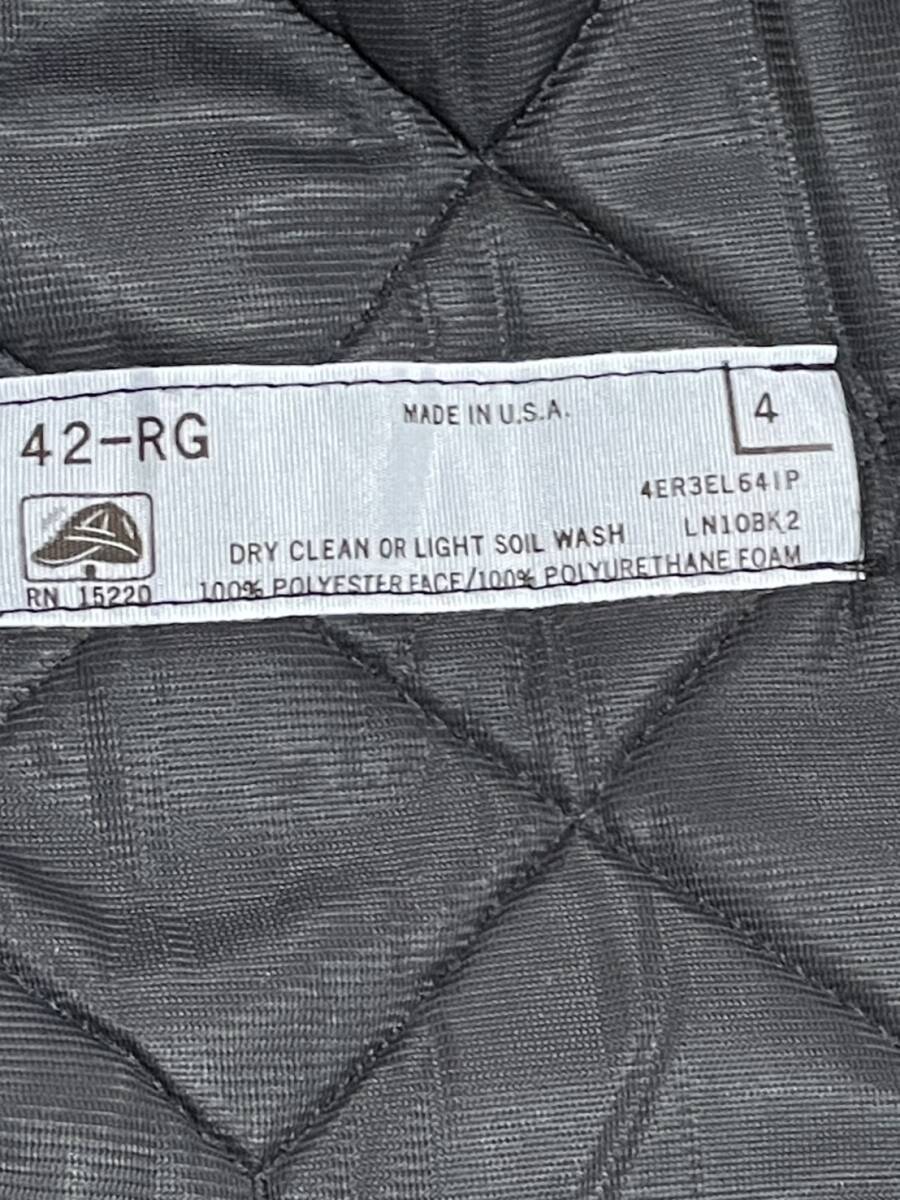 42-RG
MADE IN U.S.A.
4
4ER3EL641P
LN10BK2
DRY CLEAN OR LIGHT SOIL WASH
RN 15220
100% POLYESTER FACE/100% POLYURETHANE FOAM